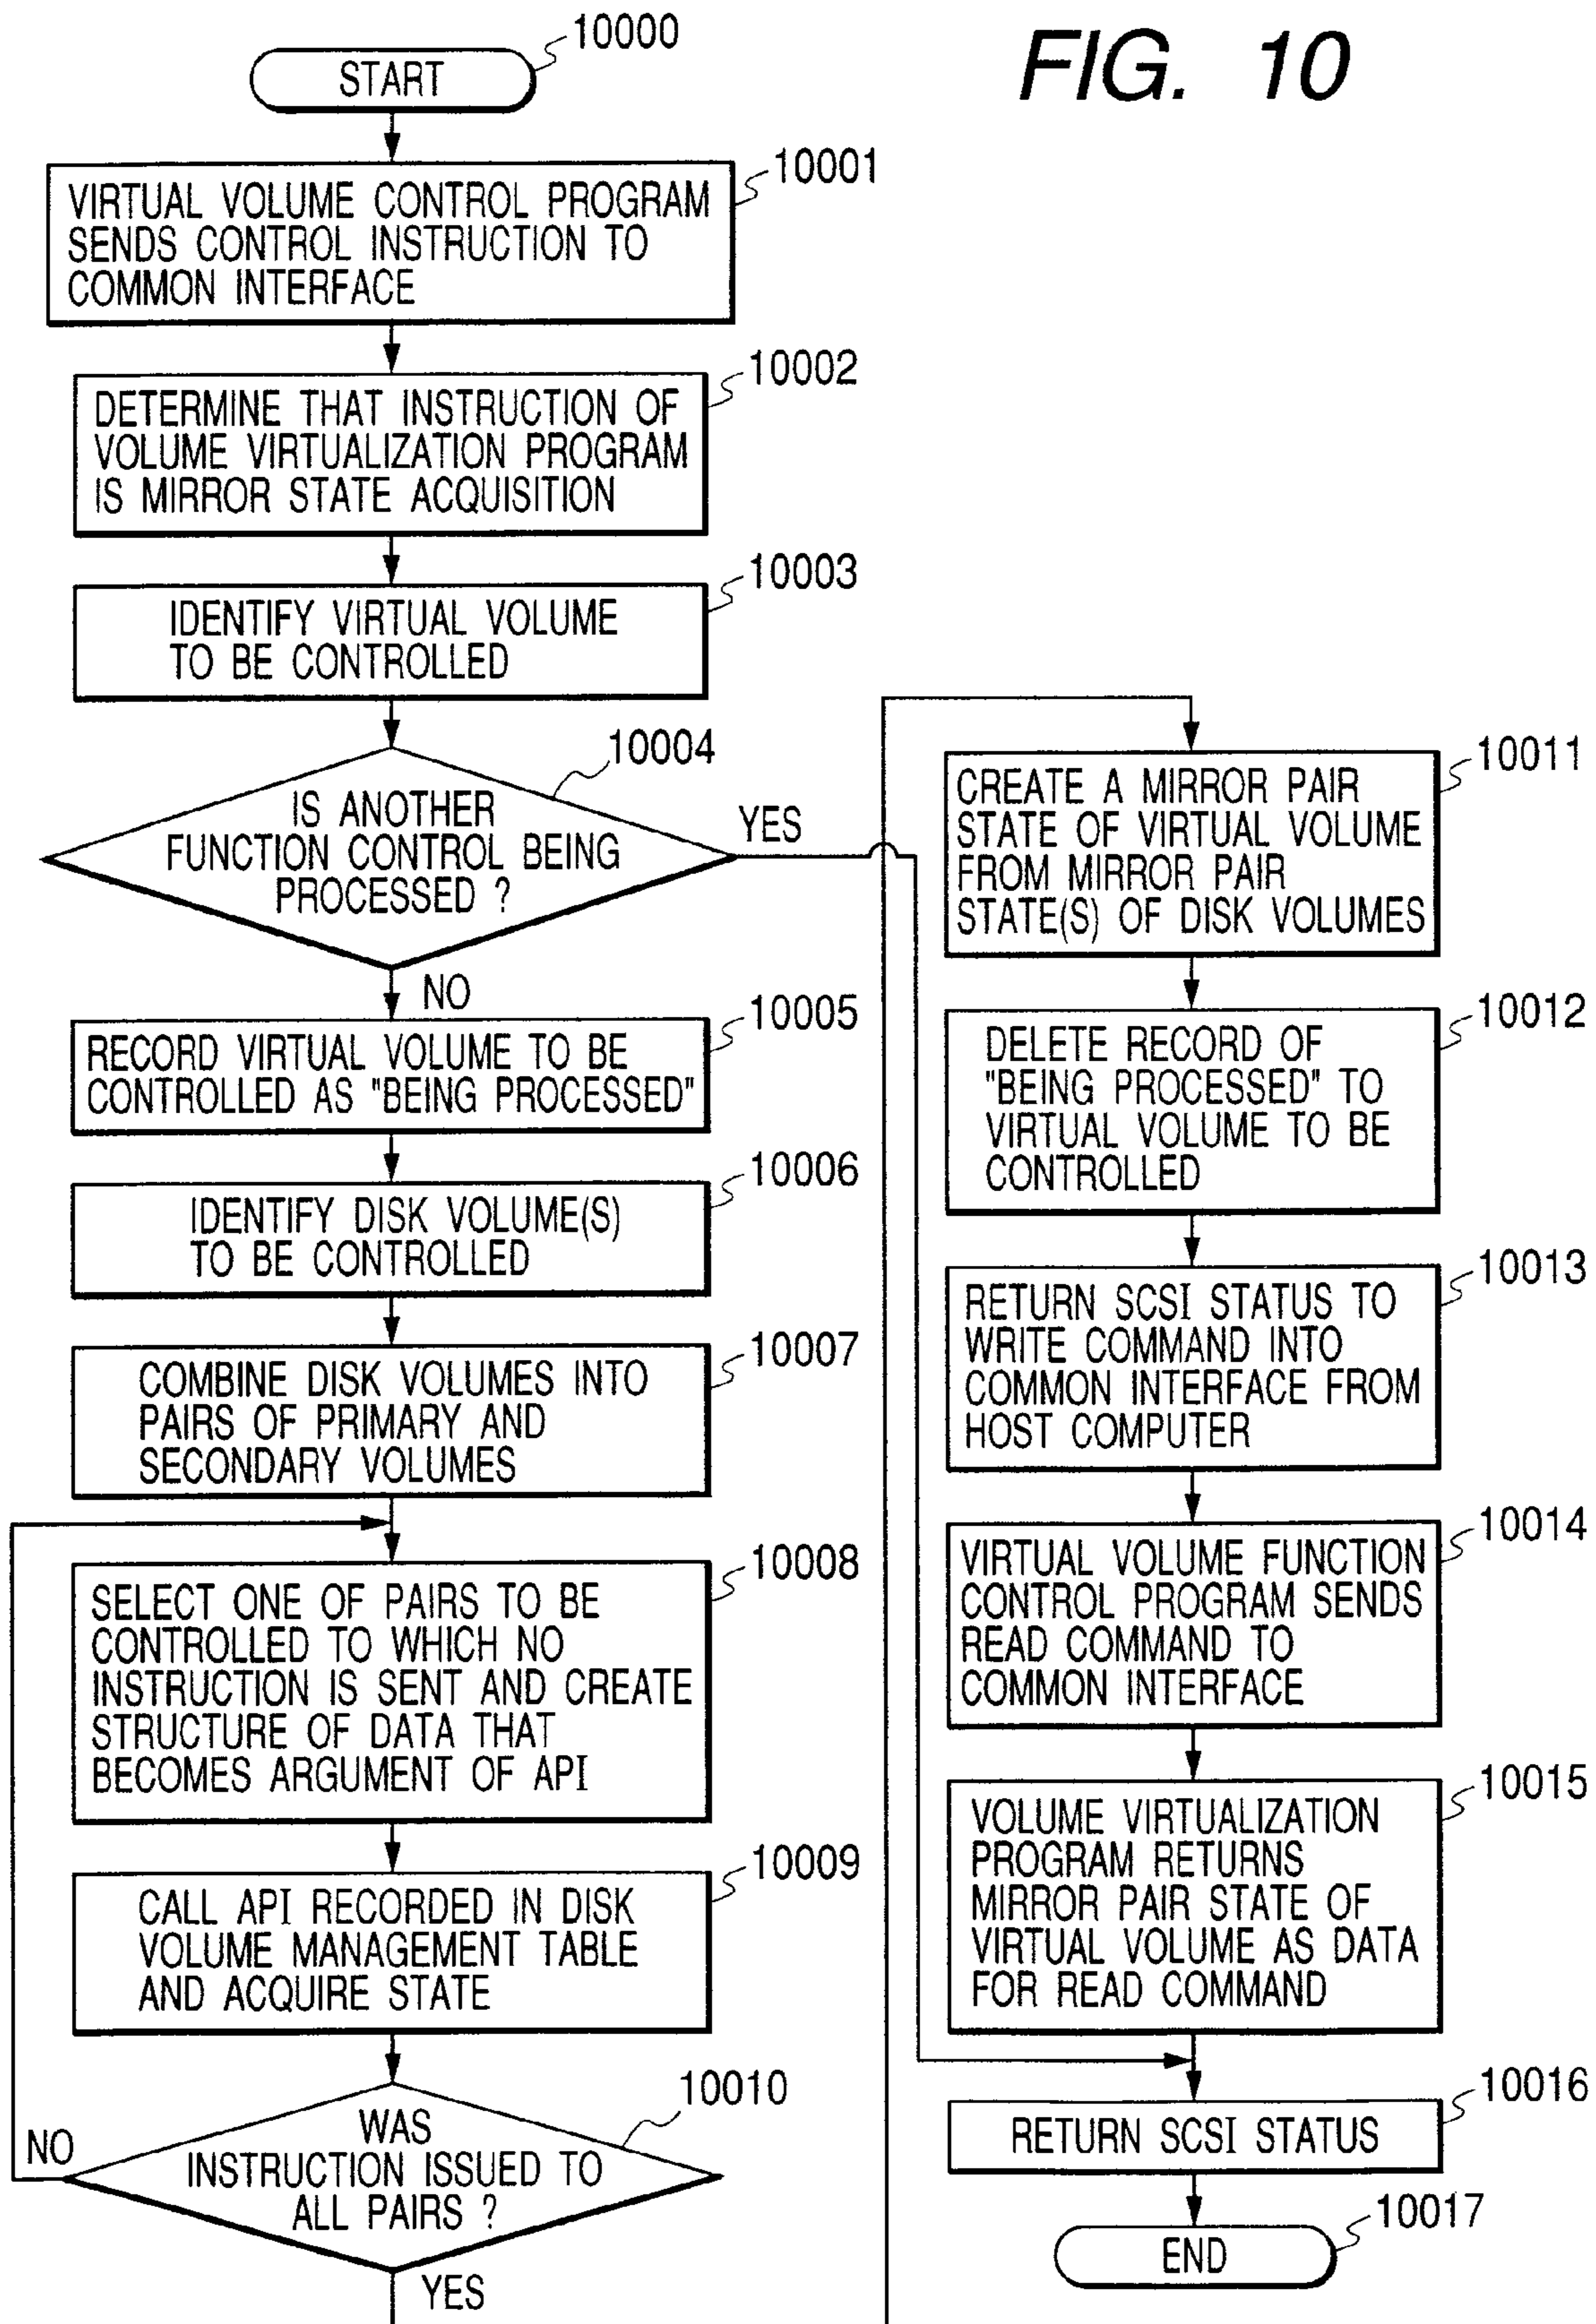 FIG. 10
10000
START
10001
VIRTUAL VOLUME CONTROL PROGRAM
SENDS CONTROL INSTRUCTION TO
COMMON INTERFACE
10002
DETERMINE THAT INSTRUCTION OF
VOLUME VIRTUALIZATION PROGRAM
IS MIRROR STATE ACQUISITION
10003
IDENTIFY VIRTUAL VOLUME
TO BE CONTROLLED
10004
IS ANOTHER
FUNCTION CONTROL BEING
PROCESSED ?
YES
NO
10005
RECORD VIRTUAL VOLUME TO BE
CONTROLLED AS "BEING PROCESSED"
10006
IDENTIFY DISK VOLUME(S)
TO BE CONTROLLED
10007
COMBINE DISK VOLUMES INTO
PAIRS OF PRIMARY AND
SECONDARY VOLUMES
10008
SELECT ONE OF PAIRS TO BE
CONTROLLED TO WHICH NO
INSTRUCTION IS SENT AND CREATE
STRUCTURE OF DATA THAT
BECOMES ARGUMENT OF API
10009
CALL API RECORDED IN DISK
VOLUME MANAGEMENT TABLE
AND ACQUIRE STATE
10010
WAS
INSTRUCTION ISSUED TO
ALL PAIRS ?
NO
YES
10011
CREATE A MIRROR PAIR
STATE OF VIRTUAL VOLUME
FROM MIRROR PAIR
STATE(S) OF DISK VOLUMES
10012
DELETE RECORD OF
"BEING PROCESSED" TO
VIRTUAL VOLUME TO BE
CONTROLLED
10013
RETURN SCSI STATUS TO
WRITE COMMAND INTO
COMMON INTERFACE FROM
HOST COMPUTER
10014
VIRTUAL VOLUME FUNCTION
CONTROL PROGRAM SENDS
READ COMMAND TO
COMMON INTERFACE
10015
VOLUME VIRTUALIZATION
PROGRAM RETURNS
MIRROR PAIR STATE OF
VIRTUAL VOLUME AS DATA
FOR READ COMMAND
10016
RETURN SCSI STATUS
10017
END